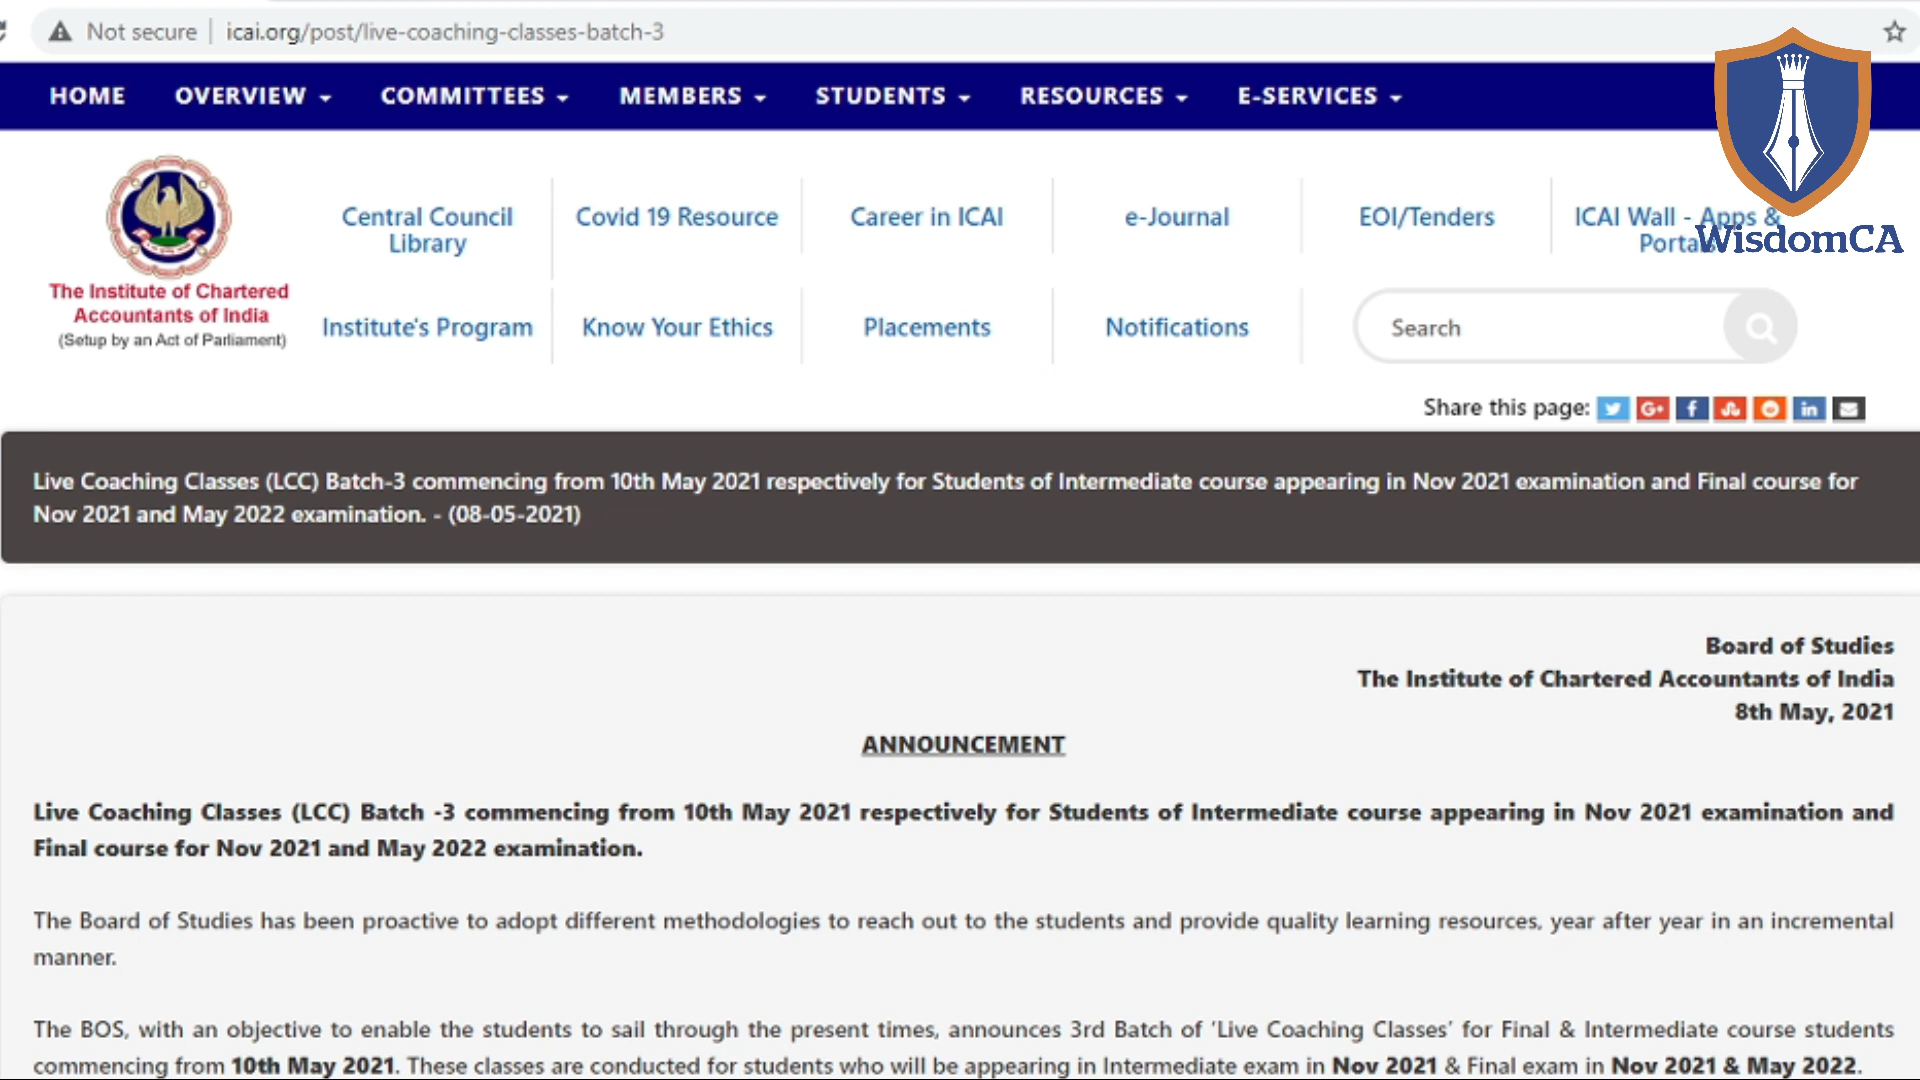 Not secure | icai.org/post/live-coaching-classes-batch-3
HOME OVERVIEW COMMITTEES MEMBERS STUDENTS RESOURCES E-SERVICES
Central Council Library
Covid 19 Resource
Career in ICAI
e-Journal
EOI/Tenders
ICAI Wall - Apps &
WisdomCA
The Institute of Chartered
Accountants of India
(Setup by an Act of Parliament)
Institute's Program
Know Your Ethics
Placements
Notifications
Search
Share this page:
Live Coaching Classes (LCC) Batch-3 commencing from 10th May 2021 respectively for Students of Intermediate course appearing in Nov 2021 examination and Final course for
Nov 2021 and May 2022 examination. - (08-05-2021)
Board of Studies
The Institute of Chartered Accountants of India
8th May, 2021
ANNOUNCEMENT
Live Coaching Classes (LCC) Batch -3 commencing from 10th May 2021 respectively for Students of Intermediate course appearing in Nov 2021 examination and
Final course for Nov 2021 and May 2022 examination.
The Board of Studies has been proactive to adopt different methodologies to reach out to the students and provide quality learning resources, year after year in an incremental
manner.
The BOS, with an objective to enable the students to sail through the present times, announces 3rd Batch of ‘Live Coaching Classes’ for Final & Intermediate course students
commencing from 10th May 2021. These classes are conducted for students who will be appearing in Intermediate exam in Nov 2021 & Final exam in Nov 2021 & May 2022.